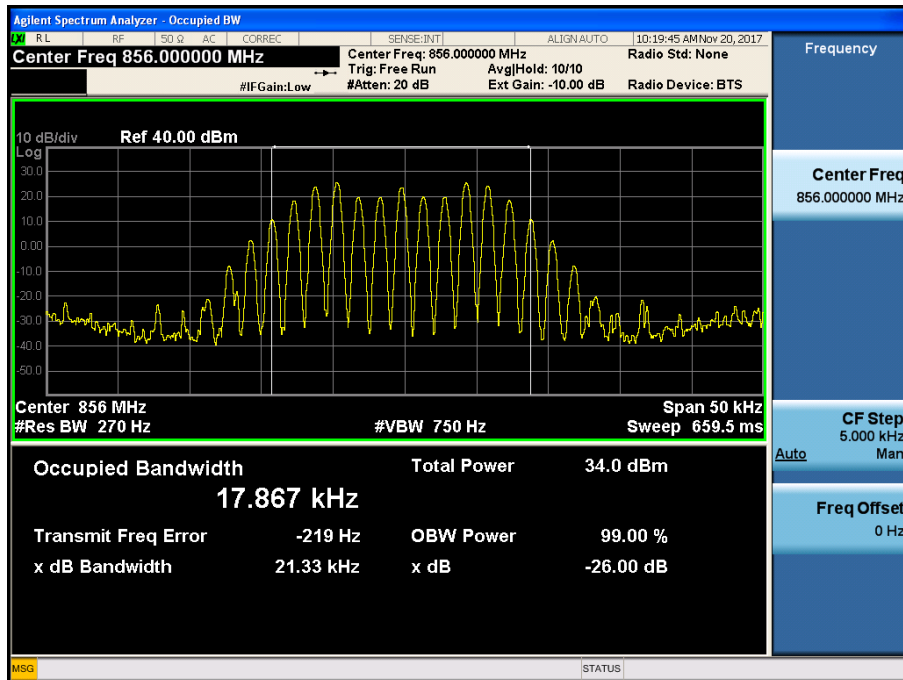 Agilent Spectrum Analyzer - Occupied BW
LXI RL RF 50 Ω AC CORREC SENSE:INT ALIGN AUTO 10:19:45 AM Nov 20, 2017
Center Freq 856.000000 MHz
Center Freq: 856.000000 MHz
Radio Std: None
Trig: Free Run Avg|Hold: 10/10
#IFGain:Low
#Atten: 20 dB Ext Gain: -10.00 dB
Radio Device: BTS
10 dB/div Ref 40.00 dBm
Log
30.0
20.0
10.0
0.00
-10.0
-20.0
-30.0
-40.0
-50.0
Center 856 MHz Span 50 kHz
#Res BW 270 Hz #VBW 750 Hz Sweep 659.5 ms
Occupied Bandwidth Total Power 34.0 dBm
17.867 kHz
Transmit Freq Error -219 Hz OBW Power 99.00 %
x dB Bandwidth 21.33 kHz x dB -26.00 dB
Frequency
Center Freq
856.000000 MHz
CF Step
5.000 kHz
Auto Man
Freq Offset
0 Hz
MSG STATUS